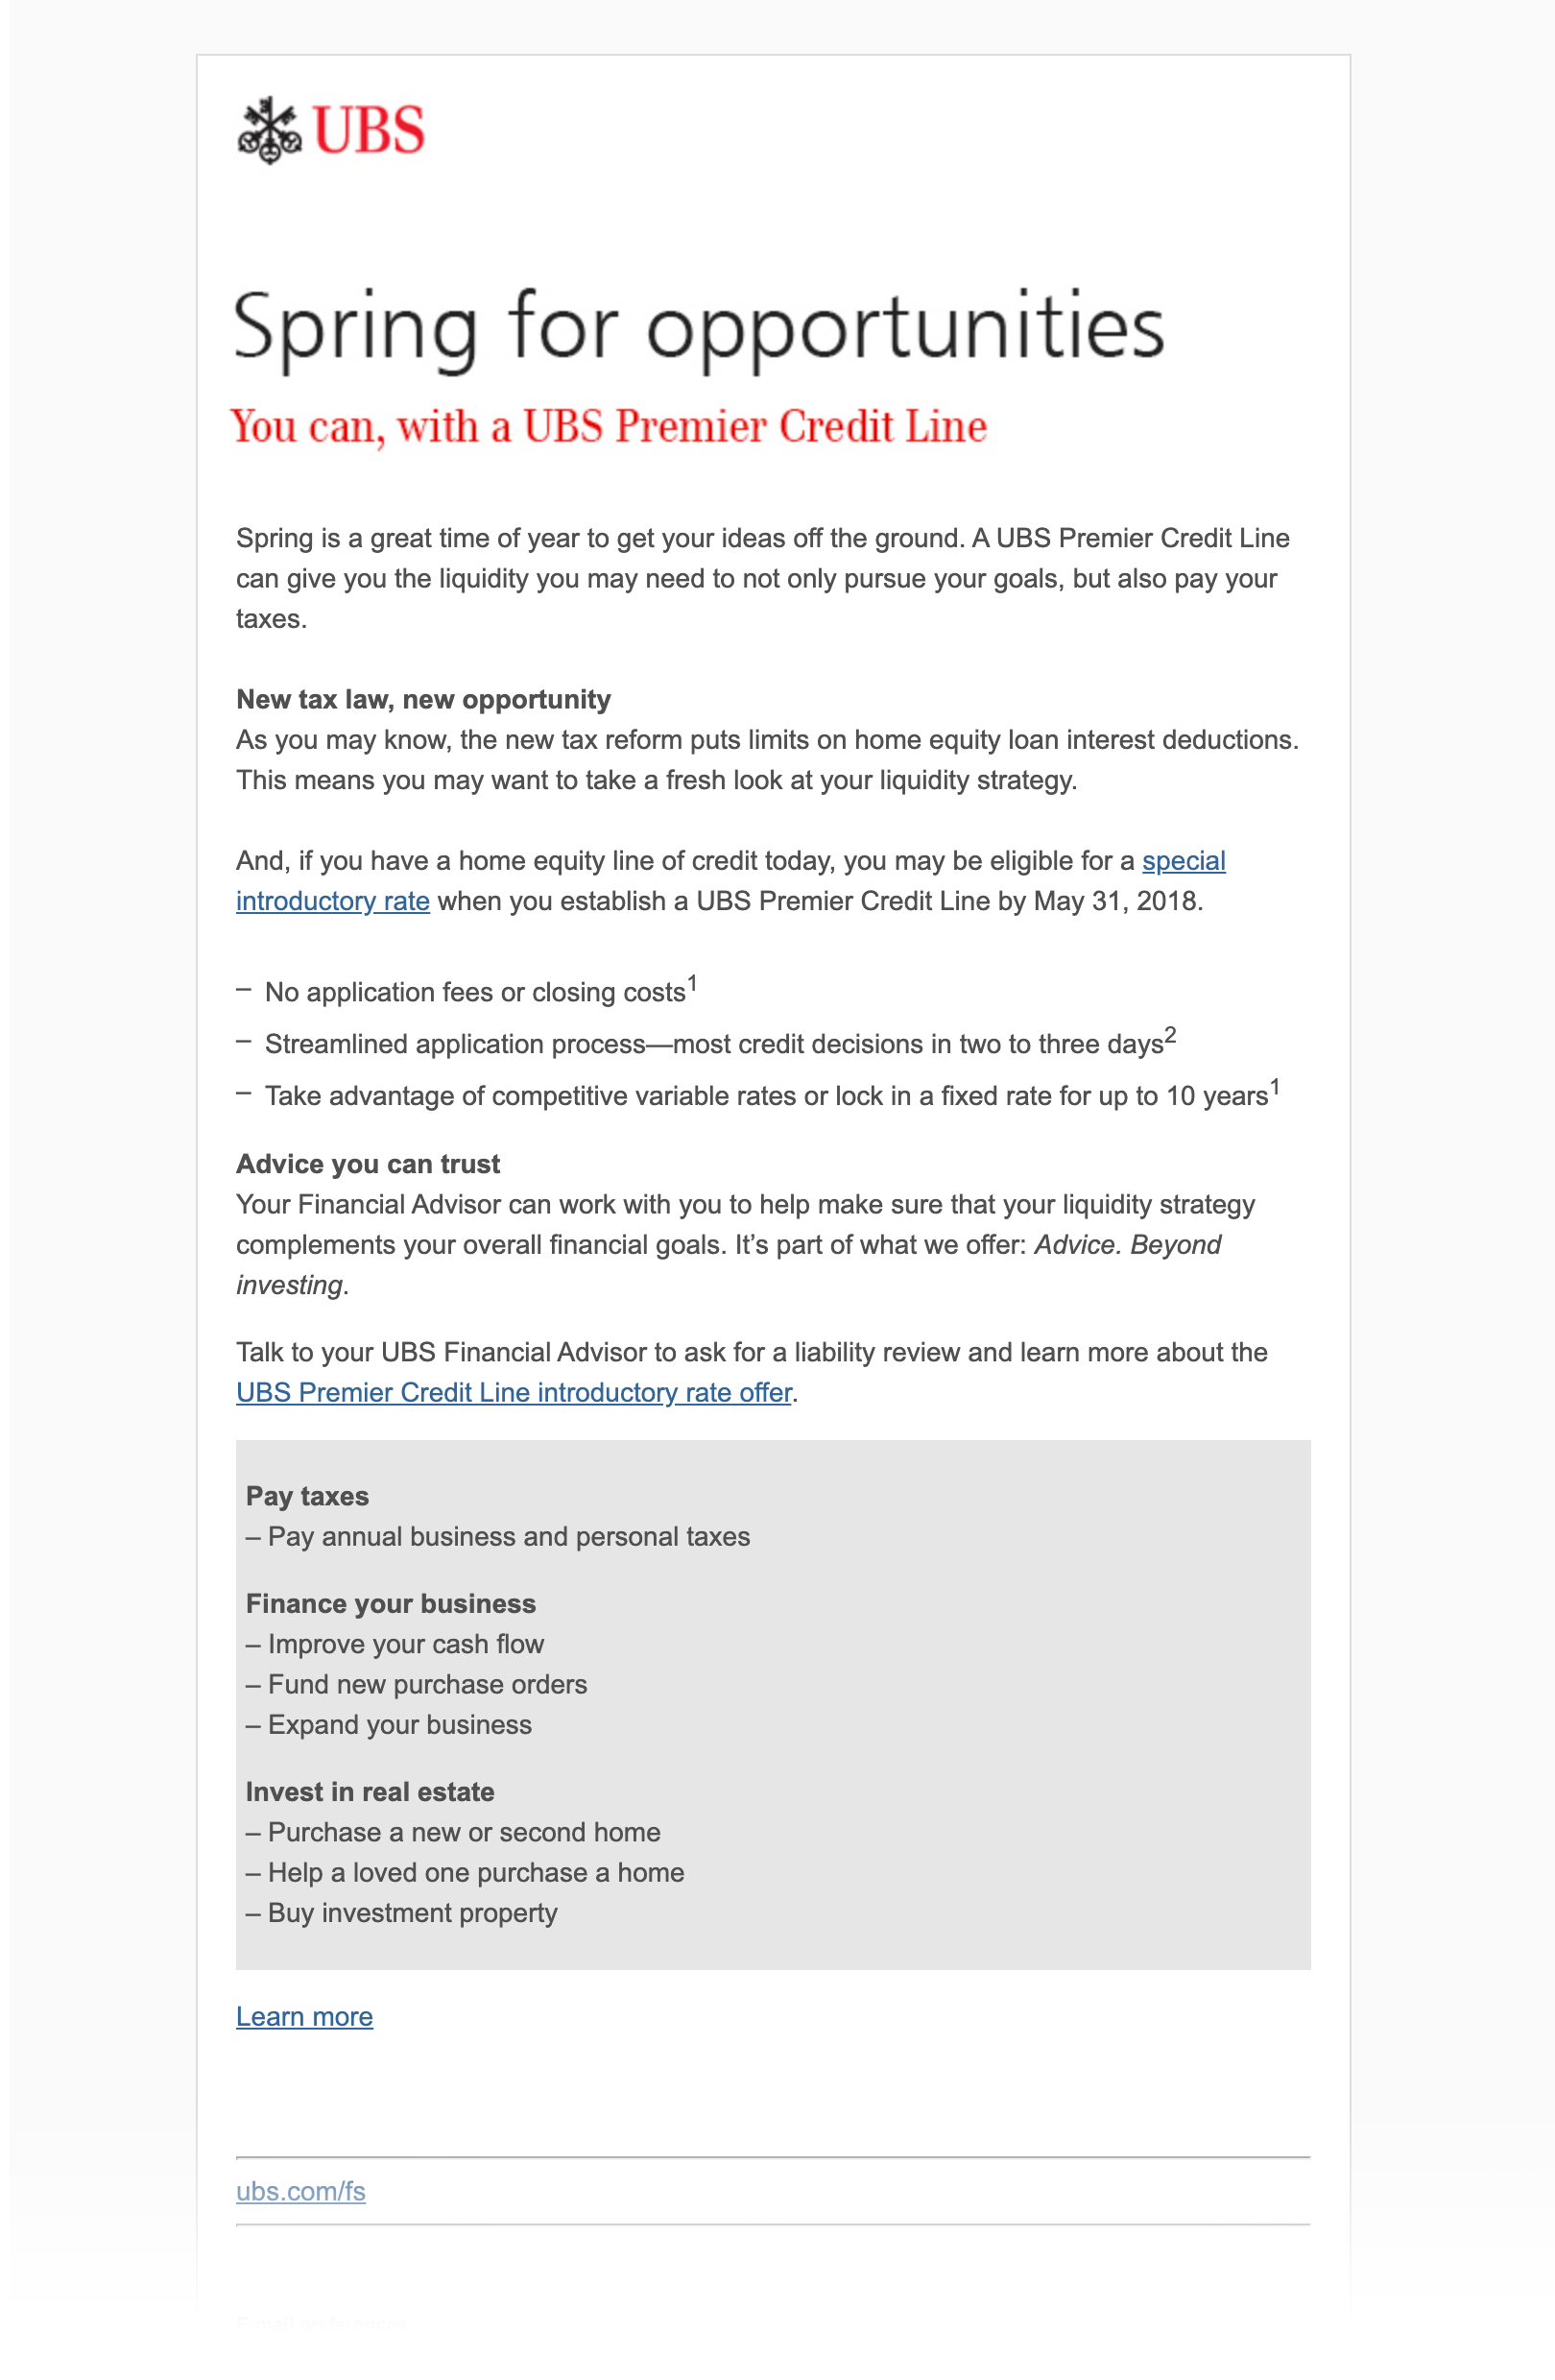 UBS
Spring for opportunities
You can, with a UBS Premier Credit Line
Spring is a great time of year to get your ideas off the ground. A UBS Premier Credit Line
can give you the liquidity you may need to not only pursue your goals, but also pay your
taxes.
New tax law, new opportunity
As you may know, the new tax reform puts limits on home equity loan interest deductions.
This means you may want to take a fresh look at your liquidity strategy.
And, if you have a home equity line of credit today, you may be eligible for a special
introductory rate when you establish a UBS Premier Credit Line by May 31, 2018.
– No application fees or closing costs¹
– Streamlined application process—most credit decisions in two to three days²
– Take advantage of competitive variable rates or lock in a fixed rate for up to 10 years¹
Advice you can trust
Your Financial Advisor can work with you to help make sure that your liquidity strategy
complements your overall financial goals. It’s part of what we offer: Advice. Beyond
investing.
Talk to your UBS Financial Advisor to ask for a liability review and learn more about the
UBS Premier Credit Line introductory rate offer.
Pay taxes
– Pay annual business and personal taxes
Finance your business
– Improve your cash flow
– Fund new purchase orders
– Expand your business
Invest in real estate
– Purchase a new or second home
– Help a loved one purchase a home
– Buy investment property
Learn more
ubs.com/fs